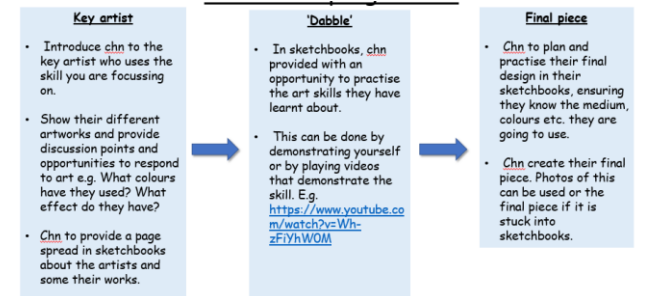 Key artist
• Introduce chn to the
key artist who uses the
skill you are focussing
on.
• Show their different
artworks and provide
discussion points and
opportunities to respond
to art e.g. What colours
have they used? What
effect do they have?
• Chn to provide a page
spread in sketchbooks
about the artists and
some their works.
'Dabble'
• In sketchbooks, chn
provided with an
opportunity to practise
the art skills they have
learnt about.
• This can be done by
demonstrating yourself
or by playing videos
that demonstrate the
skill. E.g.
https://www.youtube.co
m/watch?v=Wh-
zFiYhW0M
Final piece
• Chn to plan and
practise their final
design in their
sketchbooks, ensuring
they know the medium,
colours etc. they are
going to use.
• Chn create their final
piece. Photos of this
can be used or the
final piece if it is
stuck into
sketchbooks.